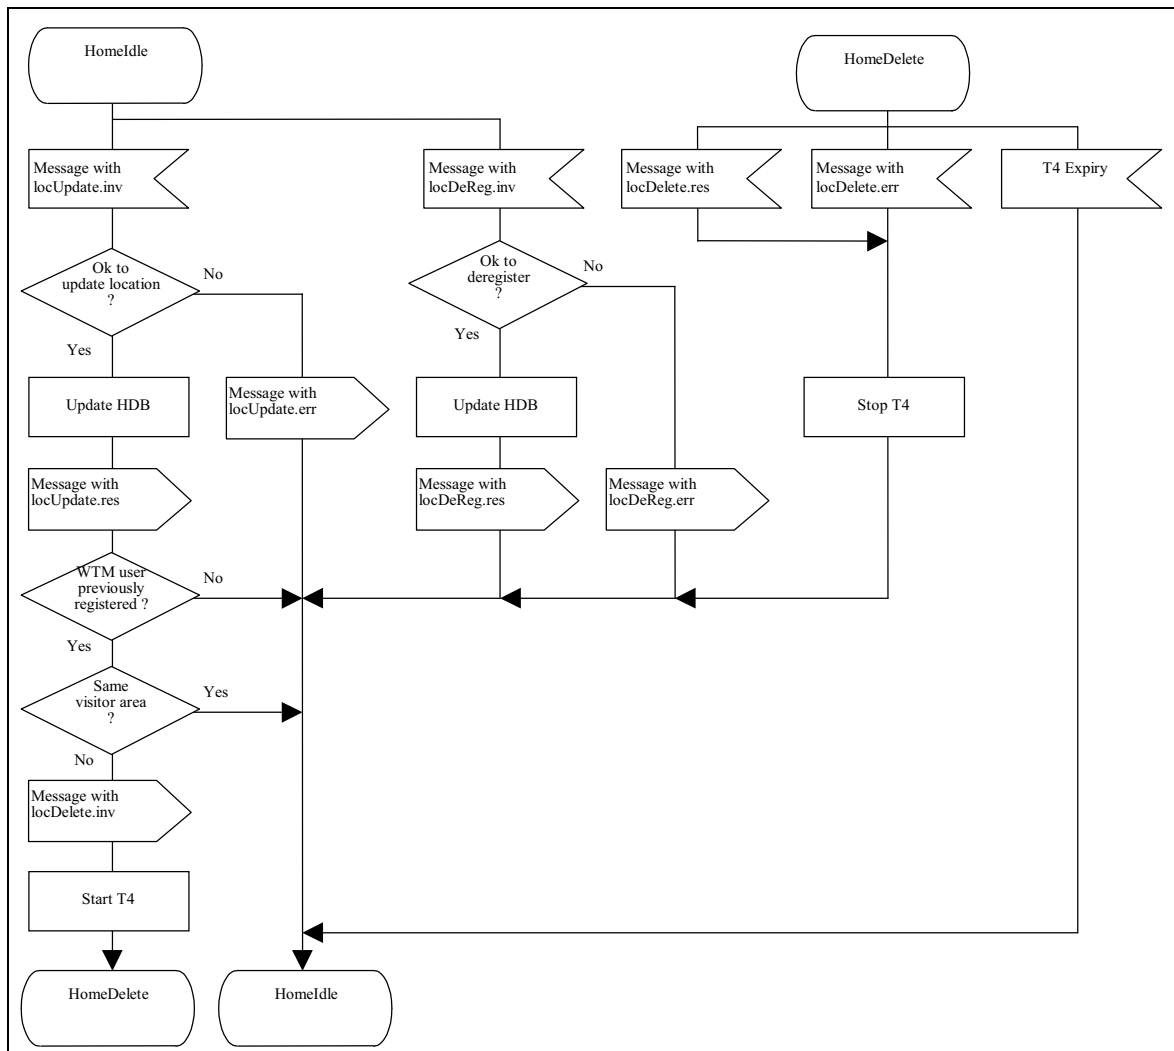 HomeIdle
HomeDelete
Message with
locUpdate.inv
Message with
locDeReg.inv
Message with
locDelete.res
Message with
locDelete.err
T4 Expiry
Ok to
update location
?
No
Yes
Ok to
deregister
?
No
Yes
Update HDB
Message with
locUpdate.err
Update HDB
Stop T4
Message with
locUpdate.res
Message with
locDeReg.res
Message with
locDeReg.err
WTM user
previously
registered ?
No
Yes
Same
visitor area
?
Yes
No
Message with
locDelete.inv
Start T4
HomeDelete
HomeIdle